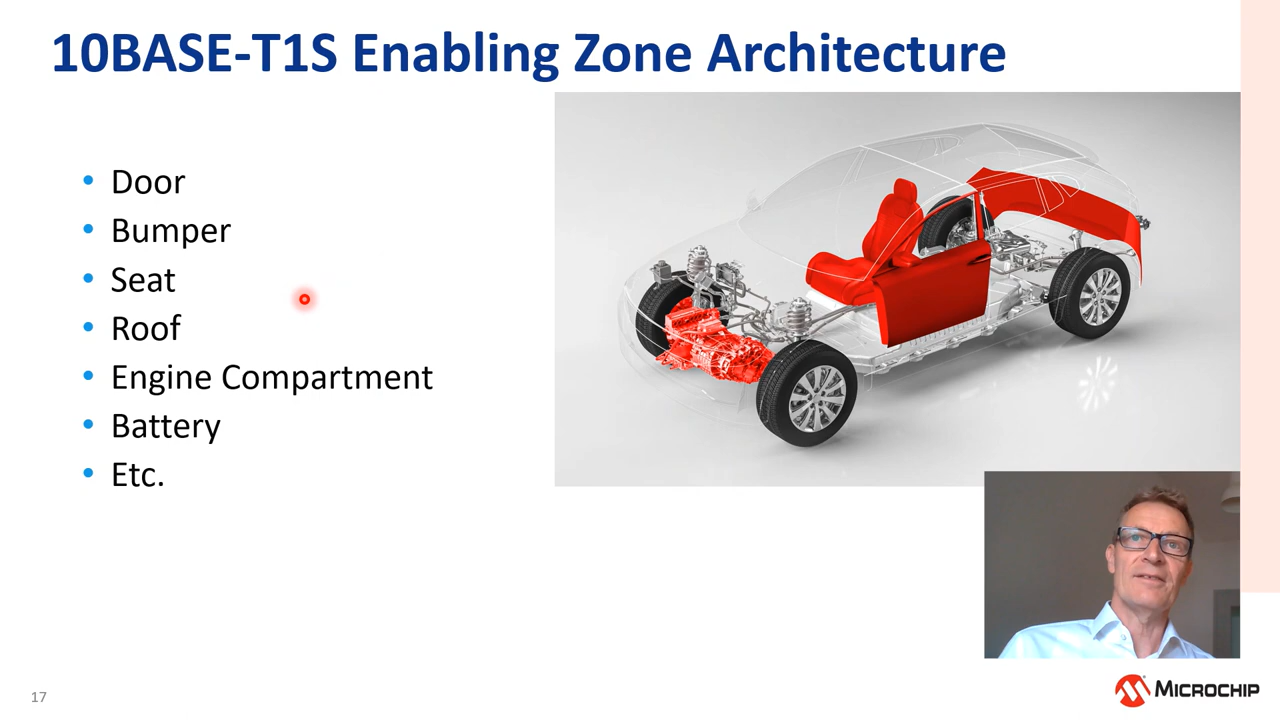 10BASE-T1S Enabling Zone Architecture
• Door
• Bumper
• Seat
• Roof
• Engine Compartment
• Battery
• Etc.
17
MICROCHIP